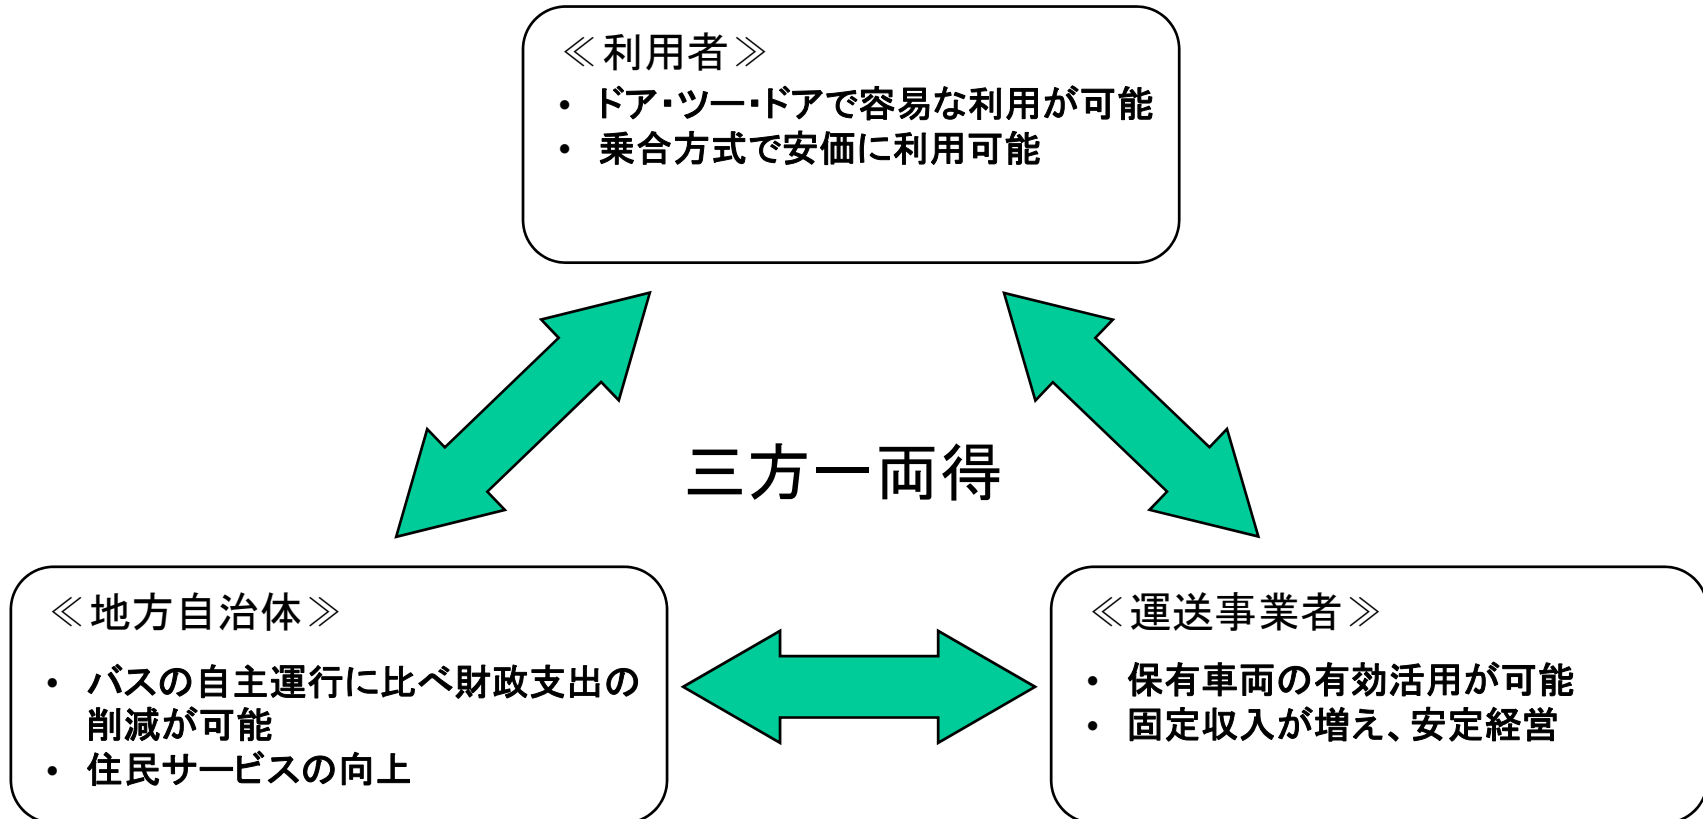 ≪利用者≫
• ドア・ツー・ドアで容易な利用が可能
• 乗合方式で安価に利用可能
三方一両得
≪地方自治体≫
• バスの自主運行に比べ財政支出の
削減が可能
• 住民サービスの向上
≪運送事業者≫
• 保有車両の有効活用が可能
• 固定収入が増え、安定経営